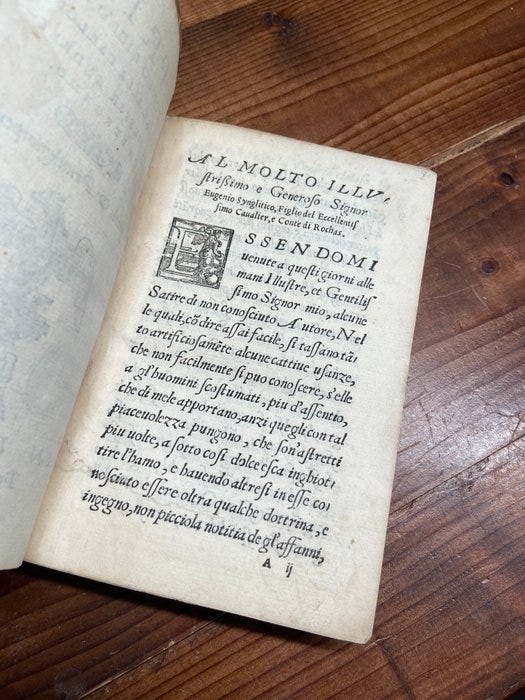 AL MOLTO ILLV-
strißimo e Generoso Signor
Eugenio Synglitico, Figlio del Eccellentis
simo Caualier, e Conte di Rochas.
ESSENDOMI
uenute a questi giorni alle
mani Illustre, et Gentilis
simo Signor mio, alcune
Satire di non conosciuto Autore, Nel
le quali, cō dire assai facile, si tassano tā
to artificiosamēte alcune cattiue usanze,
che non facilmente si puo conoscere, s'elle
a gl'huomini scostumati, piu d'assentio,
che di mele apportano, anzi quegli con tal
piaceuolezza pungono, che son'astretti
piu uolte, a sotto cosi dolce esca inghiot
tire l'hamo, e hauendo altresi in esse co
nosciuto essere oltra qualche dottrina, e
ingegno, non picciola notitia de gl'affanni,
A ij